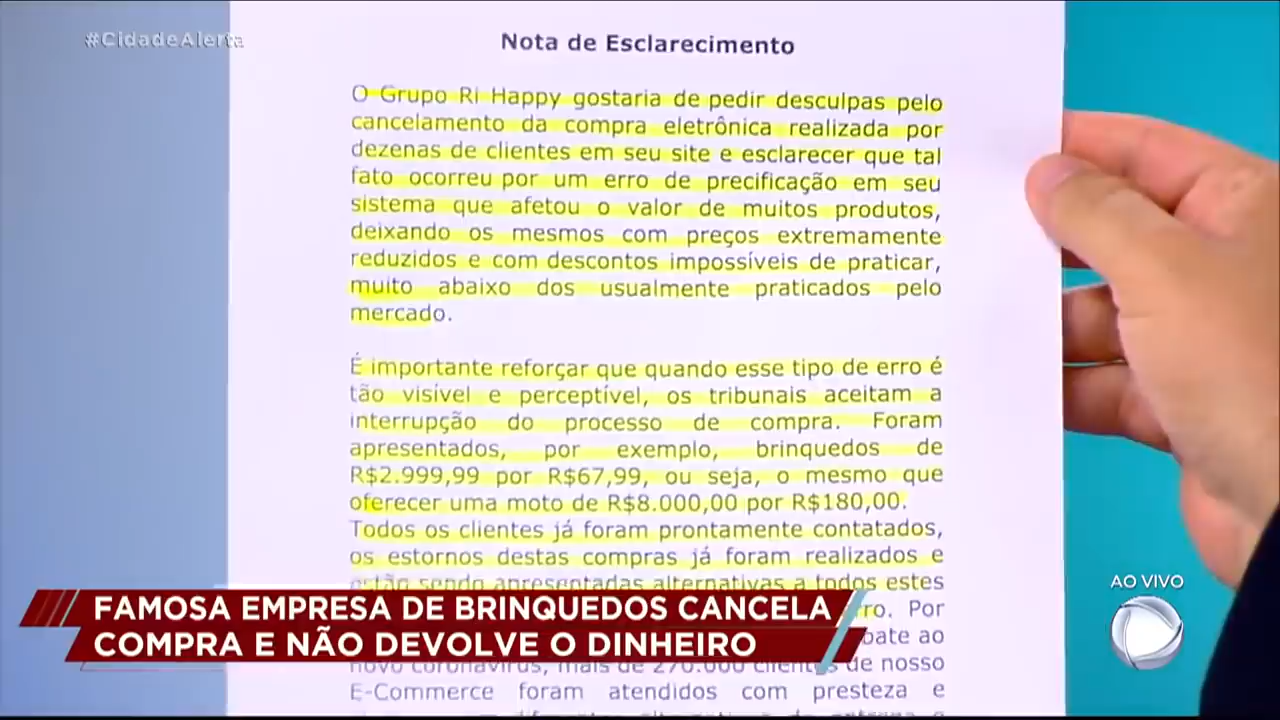 #CidadeAlerta
Nota de Esclarecimento
O Grupo Ri Happy gostaria de pedir desculpas pelo
cancelamento da compra eletrônica realizada por
dezenas de clientes em seu site e esclarecer que tal
fato ocorreu por um erro de precificação em seu
sistema que afetou o valor de muitos produtos,
deixando os mesmos com preços extremamente
reduzidos e com descontos impossíveis de praticar,
muito abaixo dos usualmente praticados pelo
mercado.
É importante reforçar que quando esse tipo de erro é
tão visível e perceptível, os tribunais aceitam a
interrupção do processo de compra. Foram
apresentados, por exemplo, brinquedos de
R$2.999,99 por R$67,99, ou seja, o mesmo que
oferecer uma moto de R$8.000,00 por R$180,00.
Todos os clientes já foram prontamente contatados,
os estornos destas compras já foram realizados e
estão sendo apresentadas alternativas a todos estes
Por
ao
novo coronavírus, mais de 270.000 clientes de nosso
E-Commerce foram atendidos com presteza e
FAMOSA EMPRESA DE BRINQUEDOS CANCELA
COMPRA E NÃO DEVOLVE O DINHEIRO
AO VIVO